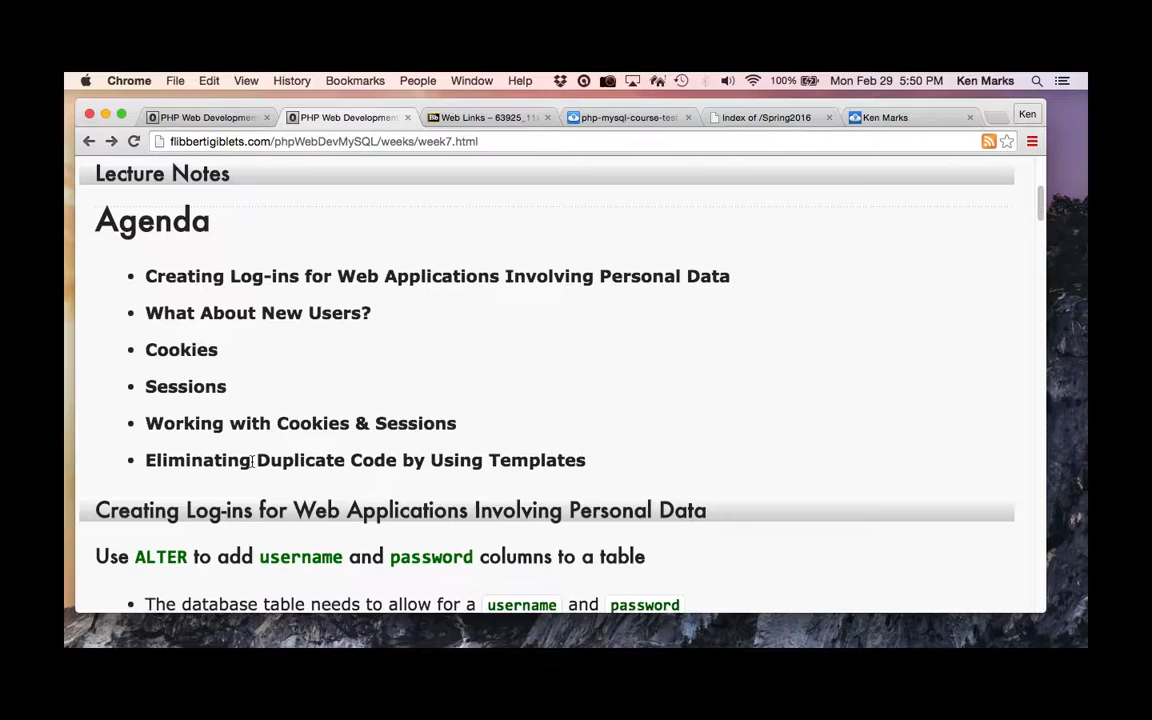 Chrome File Edit View History Bookmarks People Window Help 100% Mon Feb 29 5:50 PM Ken Marks
PHP Web Developmen PHP Web Development Web Links – 63925_11 php-mysql-course-test Index of /Spring2016 Ken Marks Ken
flibbertigiblets.com/phpWebDevMySQL/weeks/week7.html
Lecture Notes
Agenda
• Creating Log-ins for Web Applications Involving Personal Data
• What About New Users?
• Cookies
• Sessions
• Working with Cookies & Sessions
• Eliminating Duplicate Code by Using Templates
Creating Log-ins for Web Applications Involving Personal Data
Use ALTER to add username and password columns to a table
• The database table needs to allow for a username and password